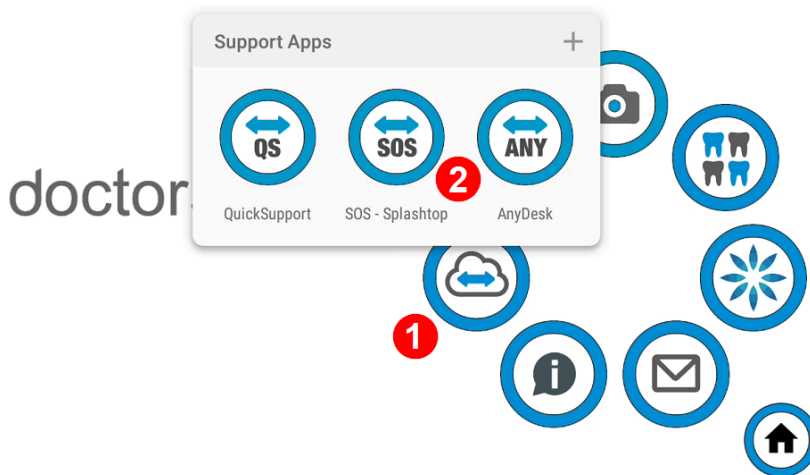 Support Apps
QS
SOS
ANY
2
QuickSupport
SOS - Splashtop
AnyDesk
doctor
1
i